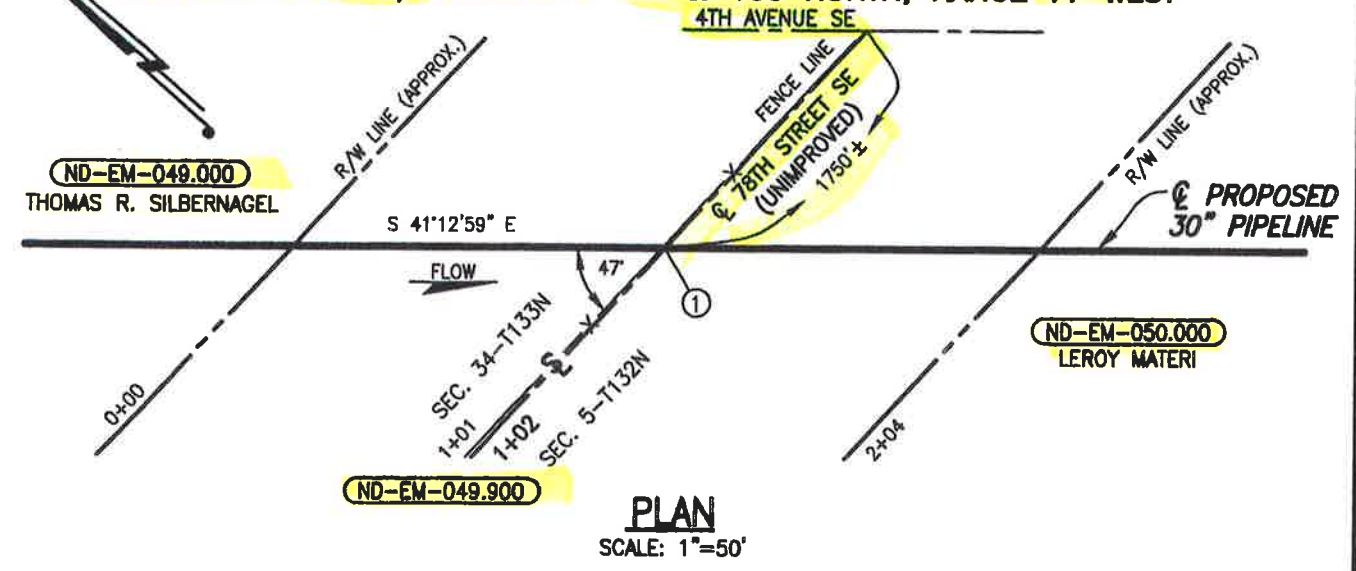 4TH AVENUE SE
R/W LINE (APPROX.)
FENCE LINE
℄ 78TH STREET SE
(UNIMPROVED)
1750'±
R/W LINE (APPROX.)
ND-EM-049.000
THOMAS R. SILBERNAGEL
S 41°12'59" E
℄ PROPOSED
30" PIPELINE
FLOW
47'
1
ND-EM-050.000
LEROY MATERI
SEC. 34-T133N
SEC. 5-T132N
0+00
1+01
1+02
2+04
ND-EM-049.900
PLAN
SCALE: 1"=50'